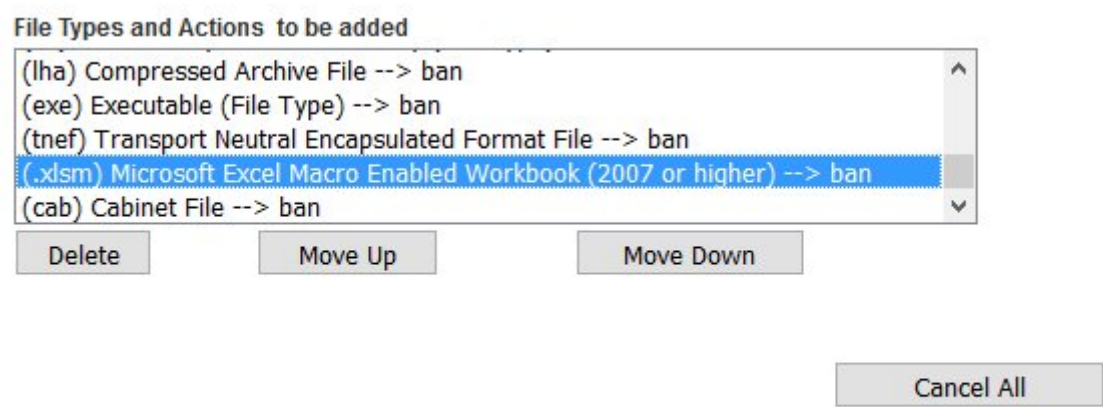 File Types and Actions to be added
(lha) Compressed Archive File --> ban
(exe) Executable (File Type) --> ban
(tnef) Transport Neutral Encapsulated Format File --> ban
(.xlsm) Microsoft Excel Macro Enabled Workbook (2007 or higher) --> ban
(cab) Cabinet File --> ban
Delete Move Up Move Down
Cancel All